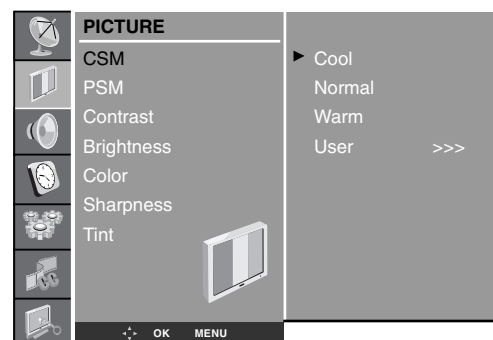 PICTURE
CSM
PSM
Contrast
Brightness
Color
Sharpness
Tint
Cool
Normal
Warm
User >>>
OK MENU